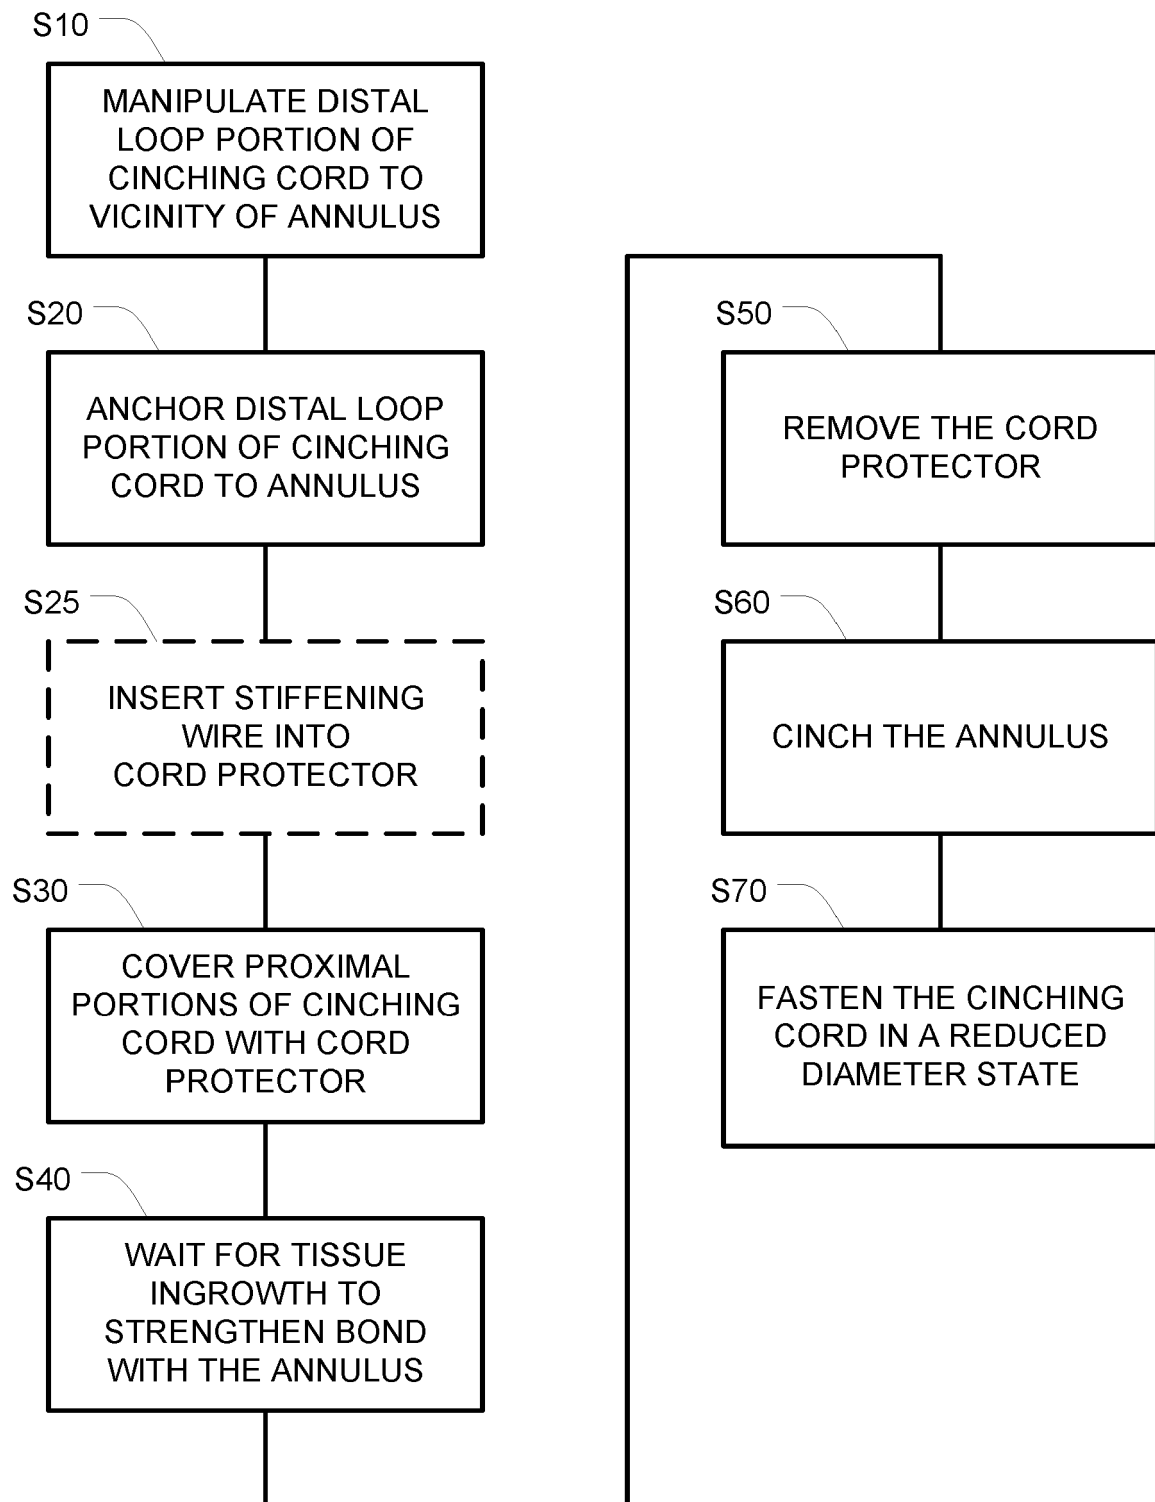 S10
MANIPULATE DISTAL
LOOP PORTION OF
CINCHING CORD TO
VICINITY OF ANNULUS
S20
ANCHOR DISTAL LOOP
PORTION OF CINCHING
CORD TO ANNULUS
S25
INSERT STIFFENING
WIRE INTO
CORD PROTECTOR
S30
COVER PROXIMAL
PORTIONS OF CINCHING
CORD WITH CORD
PROTECTOR
S40
WAIT FOR TISSUE
INGROWTH TO
STRENGTHEN BOND
WITH THE ANNULUS
S50
REMOVE THE CORD
PROTECTOR
S60
CINCH THE ANNULUS
S70
FASTEN THE CINCHING
CORD IN A REDUCED
DIAMETER STATE